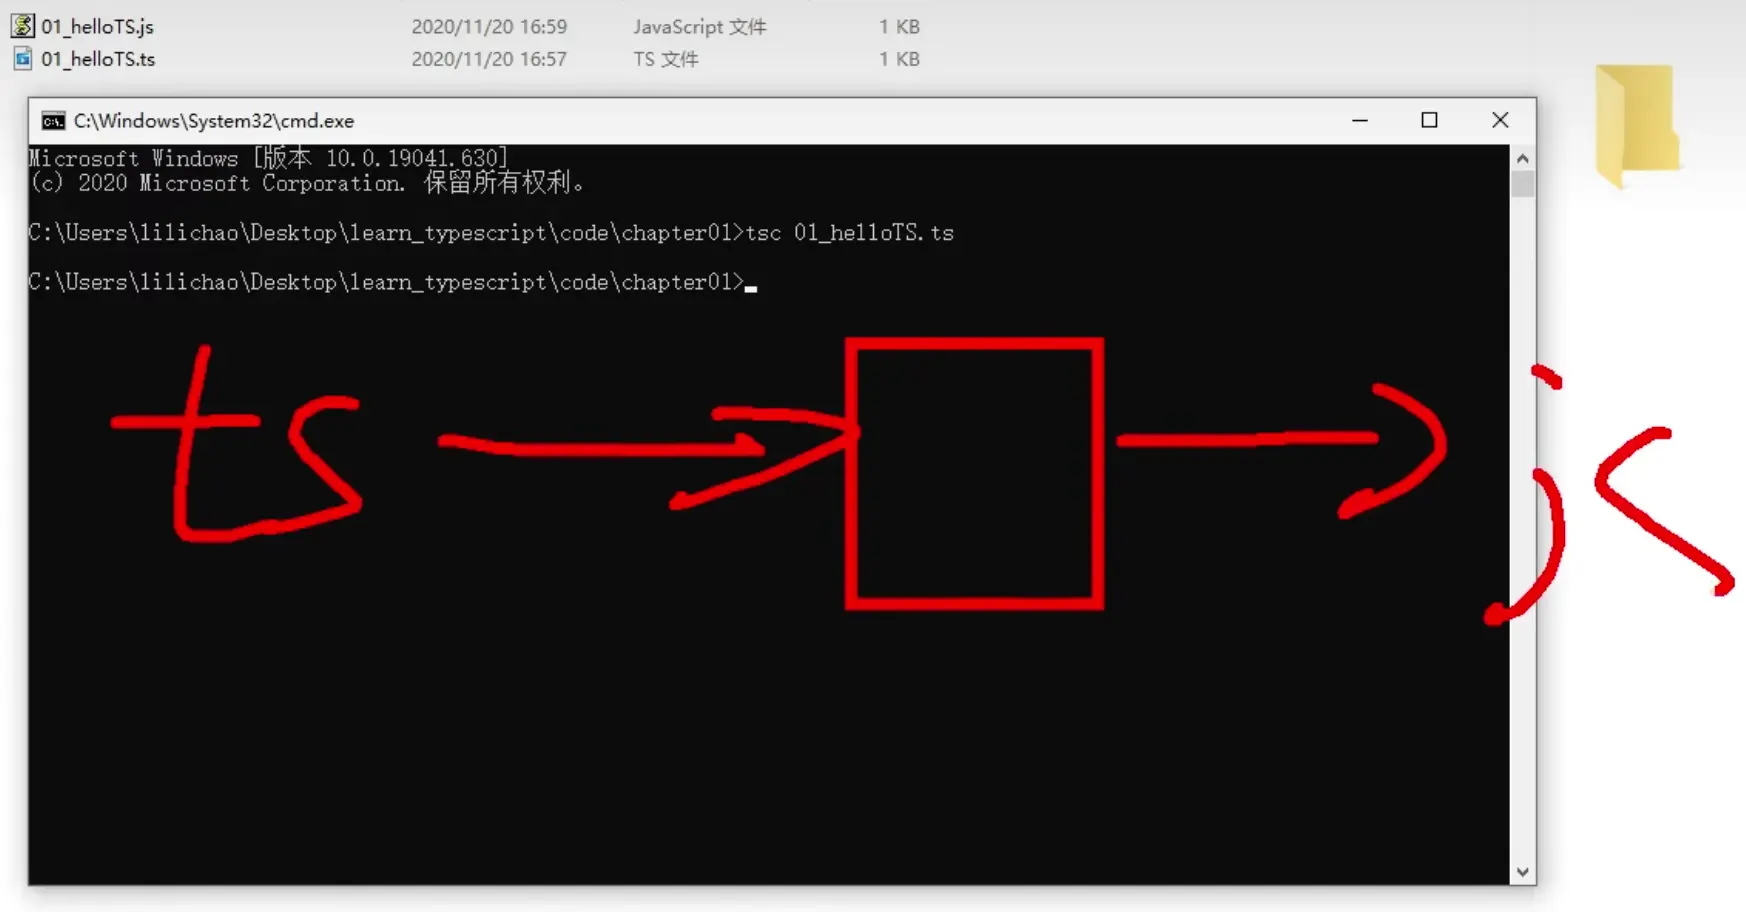 01_helloTS.js 2020/11/20 16:59 JavaScript 文件 1 KB
01_helloTS.ts 2020/11/20 16:57 TS 文件 1 KB
C:\Windows\System32\cmd.exe
Microsoft Windows [版本 10.0.19041.630]
(c) 2020 Microsoft Corporation. 保留所有权利。
C:\Users\lilichao\Desktop\learn_typescript\code\chapter01>tsc 01_helloTS.ts
C:\Users\lilichao\Desktop\learn_typescript\code\chapter01>
ts js